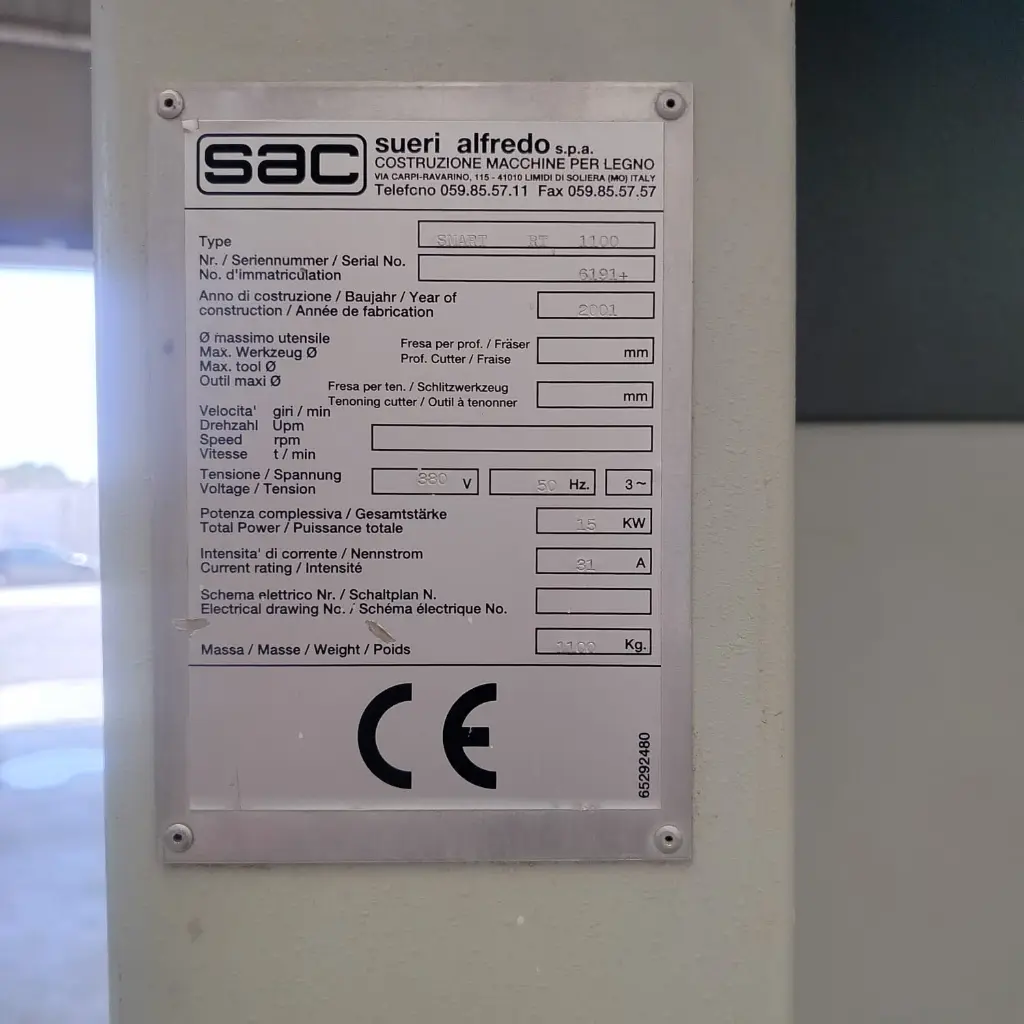 sac
sueri alfredo s.p.a.
COSTRUZIONE MACCHINE PER LEGNO
VIA CARPI-RAVARINO, 115 - 41010 LIMIDI DI SOLIERA (MO) ITALY
Telefono 059.85.57.11 Fax 059.85.57.57
Type SMART RT 1100
Nr. / Seriennummer / Serial No.
No. d'immatriculation 6191+
Anno di costruzione / Baujahr / Year of
construction / Année de fabrication 2001
Ø massimo utensile
Max. Werkzeug Ø
Max. tool Ø
Outil maxi Ø
Fresa per prof. / Fräser
Prof. Cutter / Fraise mm
Fresa per ten. / Schlitzwerkzeug
Tenoning cutter / Outil à tenonner mm
Velocita' giri / min
Drehzahl Upm
Speed rpm
Vitesse t / min
Tensione / Spannung
Voltage / Tension 380 V 50 Hz. 3~
Potenza complessiva / Gesamtstärke
Total Power / Puissance totale 15 KW
Intensita' di corrente / Nennstrom
Current rating / Intensité 31 A
Schema elettrico Nr. / Schaltplan N.
Electrical drawing No. / Schéma électrique No.
Massa / Masse / Weight / Poids 1100 Kg.
CE
65292480